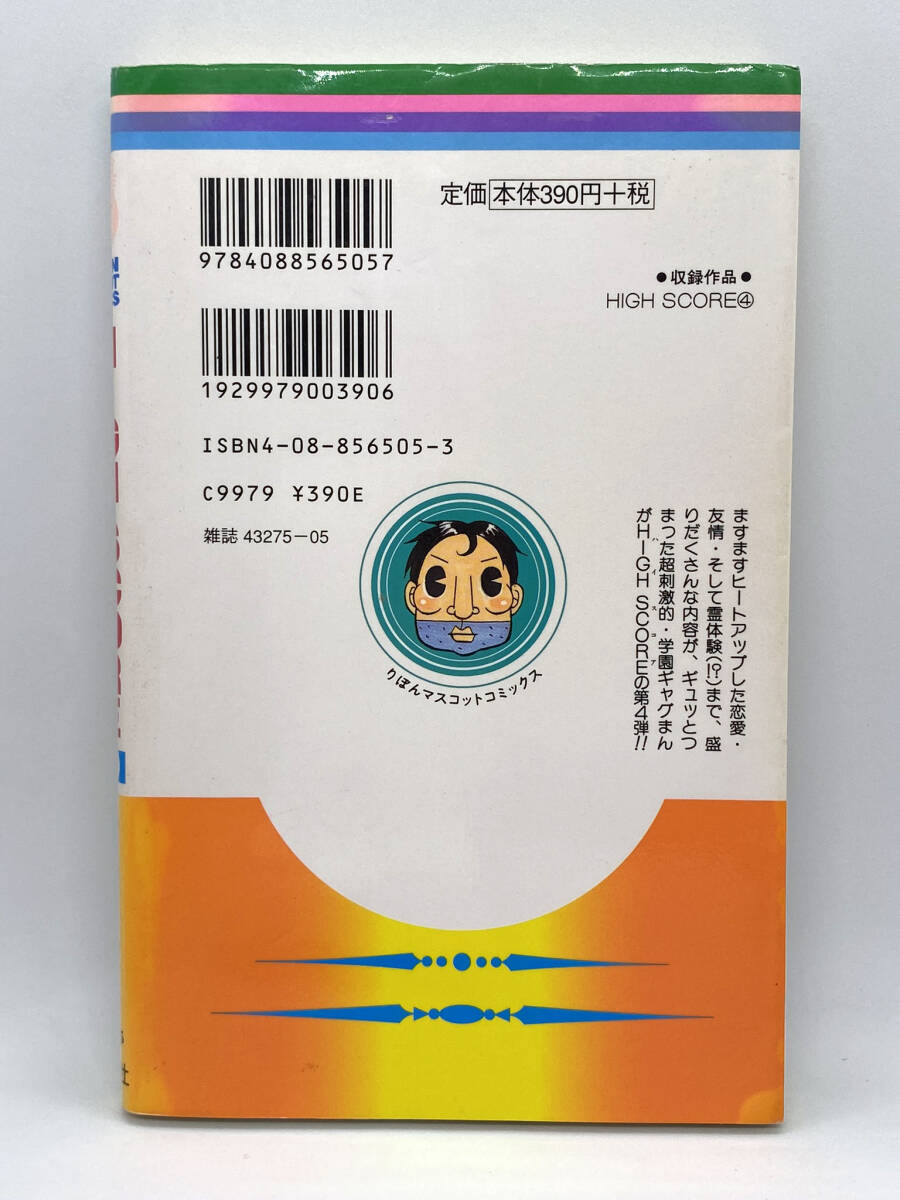 9784088565057
定価 本体390円+税
●収録作品●
HIGH SCORE④
1929979003906
ISBN4-08-856505-3
C9979 ¥390E
雑誌 43275-05
ますますヒートアップした恋愛・
友情・そして霊体験(!?)まで、盛
りだくさんな内容が、ギュッとつ
まった超刺激的・学園ギャグまん
がHIGH SCOREの第4弾!!
ハイスコア
りぼんマスコットコミックス